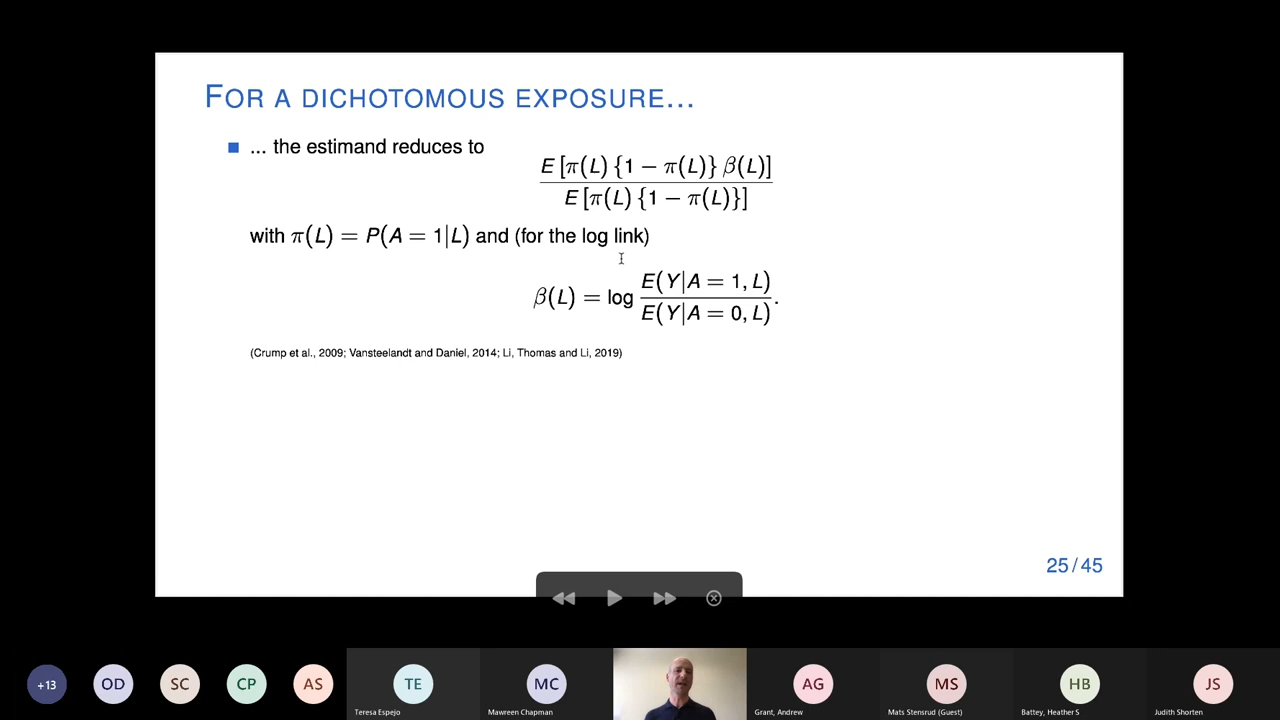 FOR A DICHOTOMOUS EXPOSURE...
... the estimand reduces to
E [π(L) {1 − π(L)} β(L)]
E [π(L) {1 − π(L)}]
with π(L) = P(A = 1|L) and (for the log link)
β(L) = log E(Y|A = 1, L)
E(Y|A = 0, L) .
(Crump et al., 2009; Vansteelandt and Daniel, 2014; Li, Thomas and Li, 2019)
25/45
+13 OD SC CP AS TE MC AG MS HB JS
Teresa Espejo Mawreen Chapman Grant, Andrew Mats Stensrud (Guest) Battey, Heather S Judith Shorten